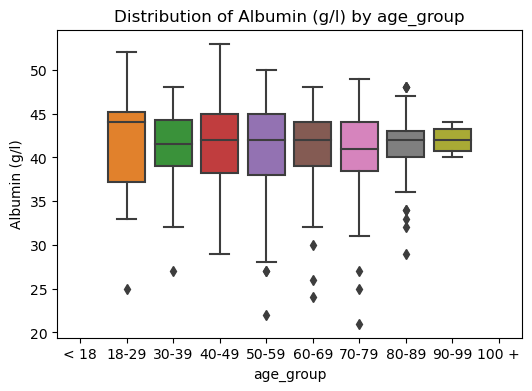 Distribution of Albumin (g/l) by age_group
Albumin (g/l)
50
45
40
35
30
25
20
< 18 18-29 30-39 40-49 50-59 60-69 70-79 80-89 90-99 100 +
age_group